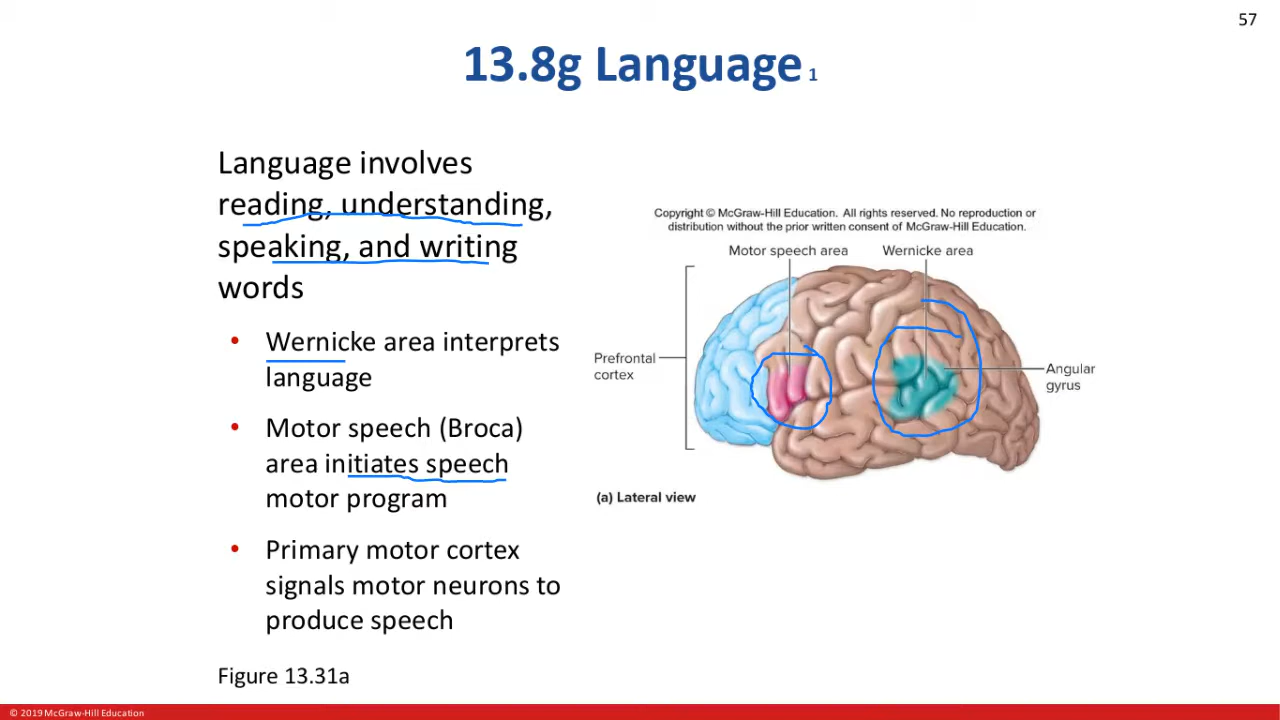 57
13.8g Language 1
Language involves
reading, understanding,
speaking, and writing
words
• Wernicke area interprets
language
• Motor speech (Broca)
area initiates speech
motor program
• Primary motor cortex
signals motor neurons to
produce speech
Figure 13.31a
Copyright © McGraw-Hill Education. All rights reserved. No reproduction or
distribution without the prior written consent of McGraw-Hill Education.
Motor speech area
Wernicke area
Prefrontal
cortex
Angular
gyrus
(a) Lateral view
© 2019 McGraw-Hill Education